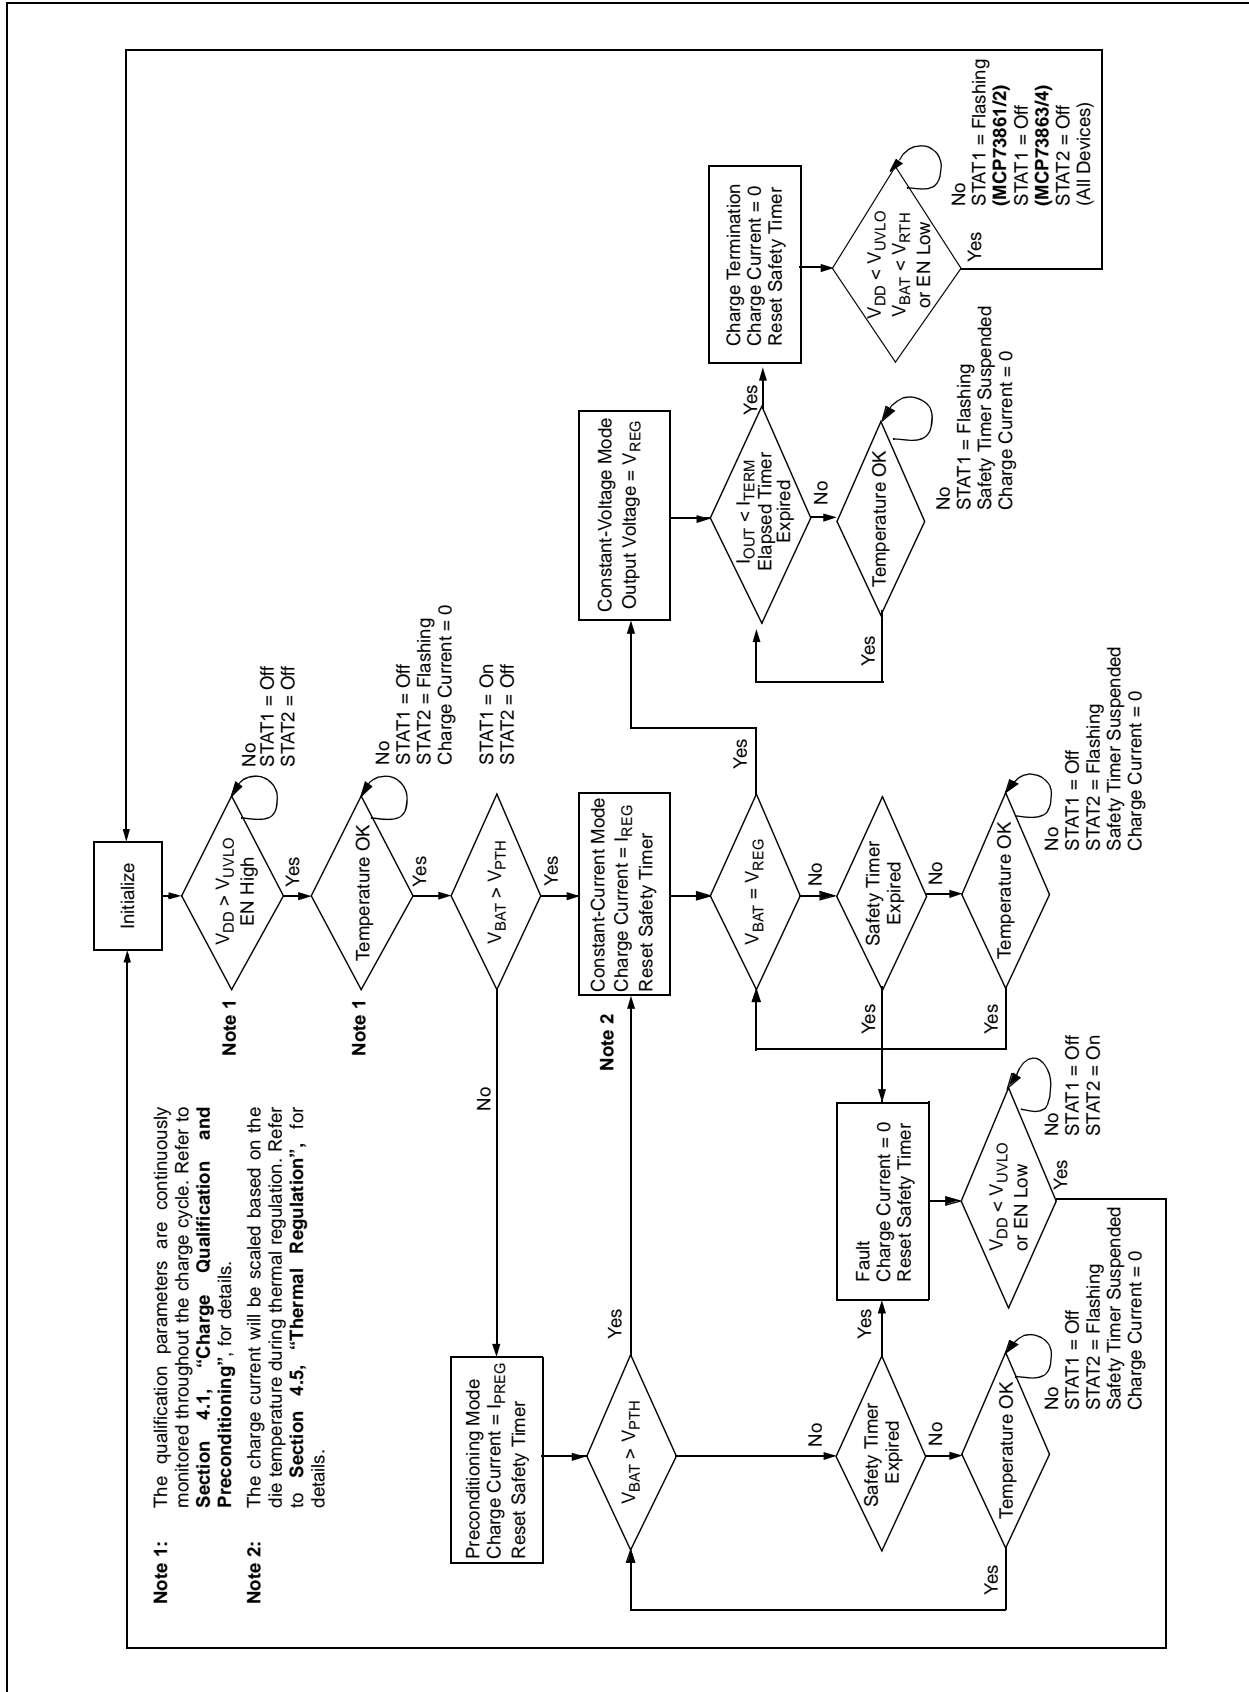 Note 1:
The qualification parameters are continuously
monitored throughout the charge cycle. Refer to
Section 4.1, “Charge Qualification and
Preconditioning”, for details.
Note 2:
The charge current will be scaled based on the
die temperature during thermal regulation. Refer
to Section 4.5, “Thermal Regulation”, for
details.
Initialize
Note 1
VDD > VUVLO
EN High
No
STAT1 = Off
STAT2 = Off
Yes
Note 1
Temperature OK
No
STAT1 = Off
STAT2 = Flashing
Charge Current = 0
Yes
VBAT > VPTH
STAT1 = On
STAT2 = Off
No
Yes
Preconditioning Mode
Charge Current = IPREG
Reset Safety Timer
Note 2
Constant-Current Mode
Charge Current = IREG
Reset Safety Timer
Constant-Voltage Mode
Output Voltage = VREG
VBAT > VPTH
Yes
No
VBAT = VREG
Yes
No
IOUT < ITERM
Elapsed Timer
Expired
Yes
No
Charge Termination
Charge Current = 0
Reset Safety Timer
Safety Timer
Expired
Yes
No
Fault
Charge Current = 0
Reset Safety Timer
Safety Timer
Expired
Yes
No
Temperature OK
Yes
No
STAT1 = Flashing
Safety Timer Suspended
Charge Current = 0
VDD < VUVLO
VBAT < VRTH
or EN Low
No
STAT1 = Flashing
(MCP73861/2)
STAT1 = Off
(MCP73863/4)
STAT2 = Off
(All Devices)
Yes
Temperature OK
Yes
No
STAT1 = Off
STAT2 = Flashing
Safety Timer Suspended
Charge Current = 0
VDD < VUVLO
or EN Low
No
STAT1 = Off
STAT2 = On
Yes
Temperature OK
Yes
No
STAT1 = Off
STAT2 = Flashing
Safety Timer Suspended
Charge Current = 0